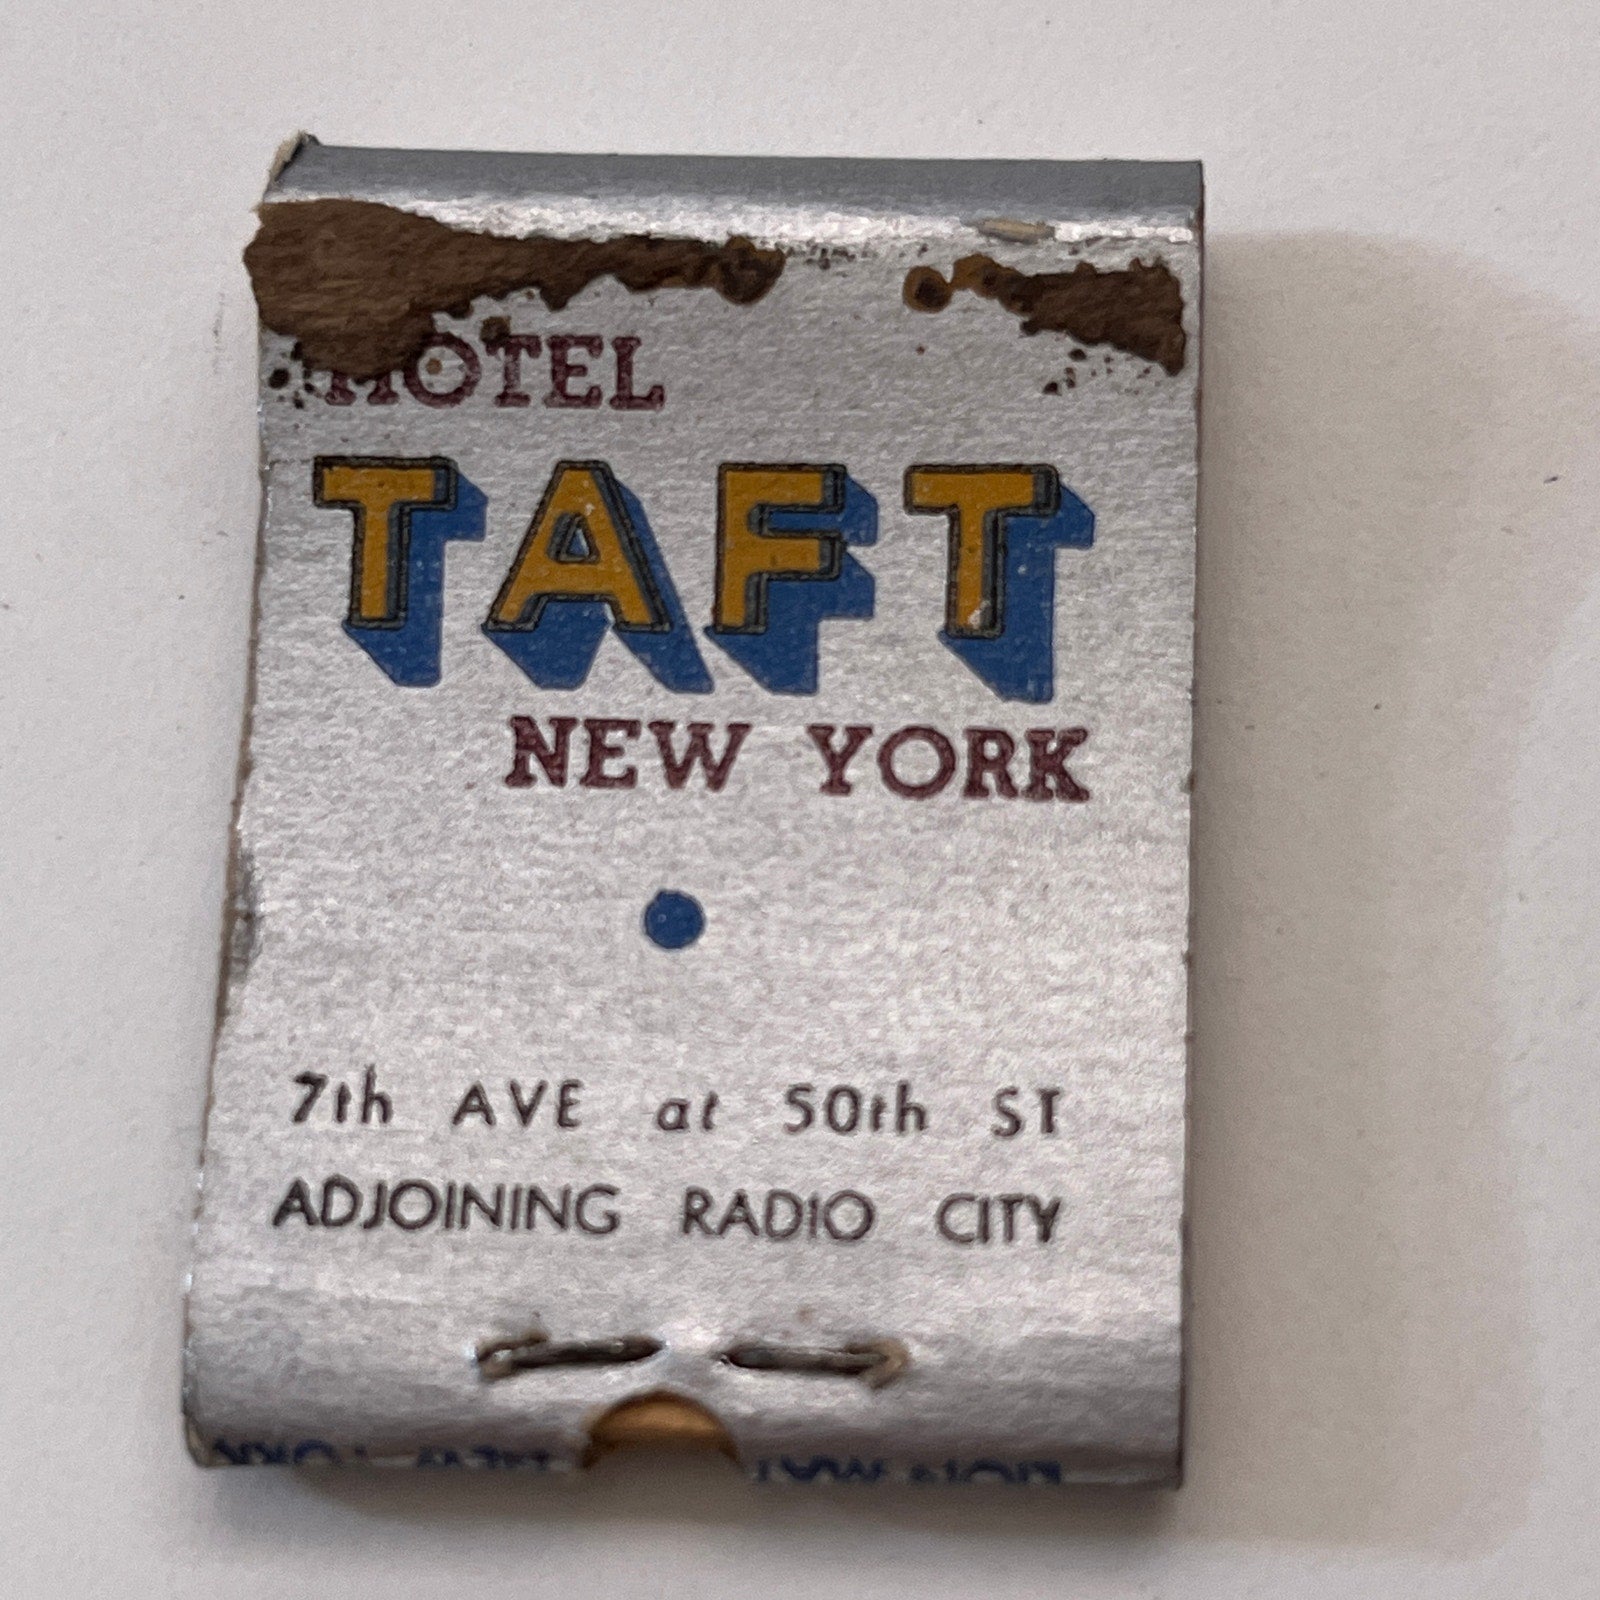 HOTEL
TAFT
NEW YORK
7th AVE at 50th ST
ADJOINING RADIO CITY